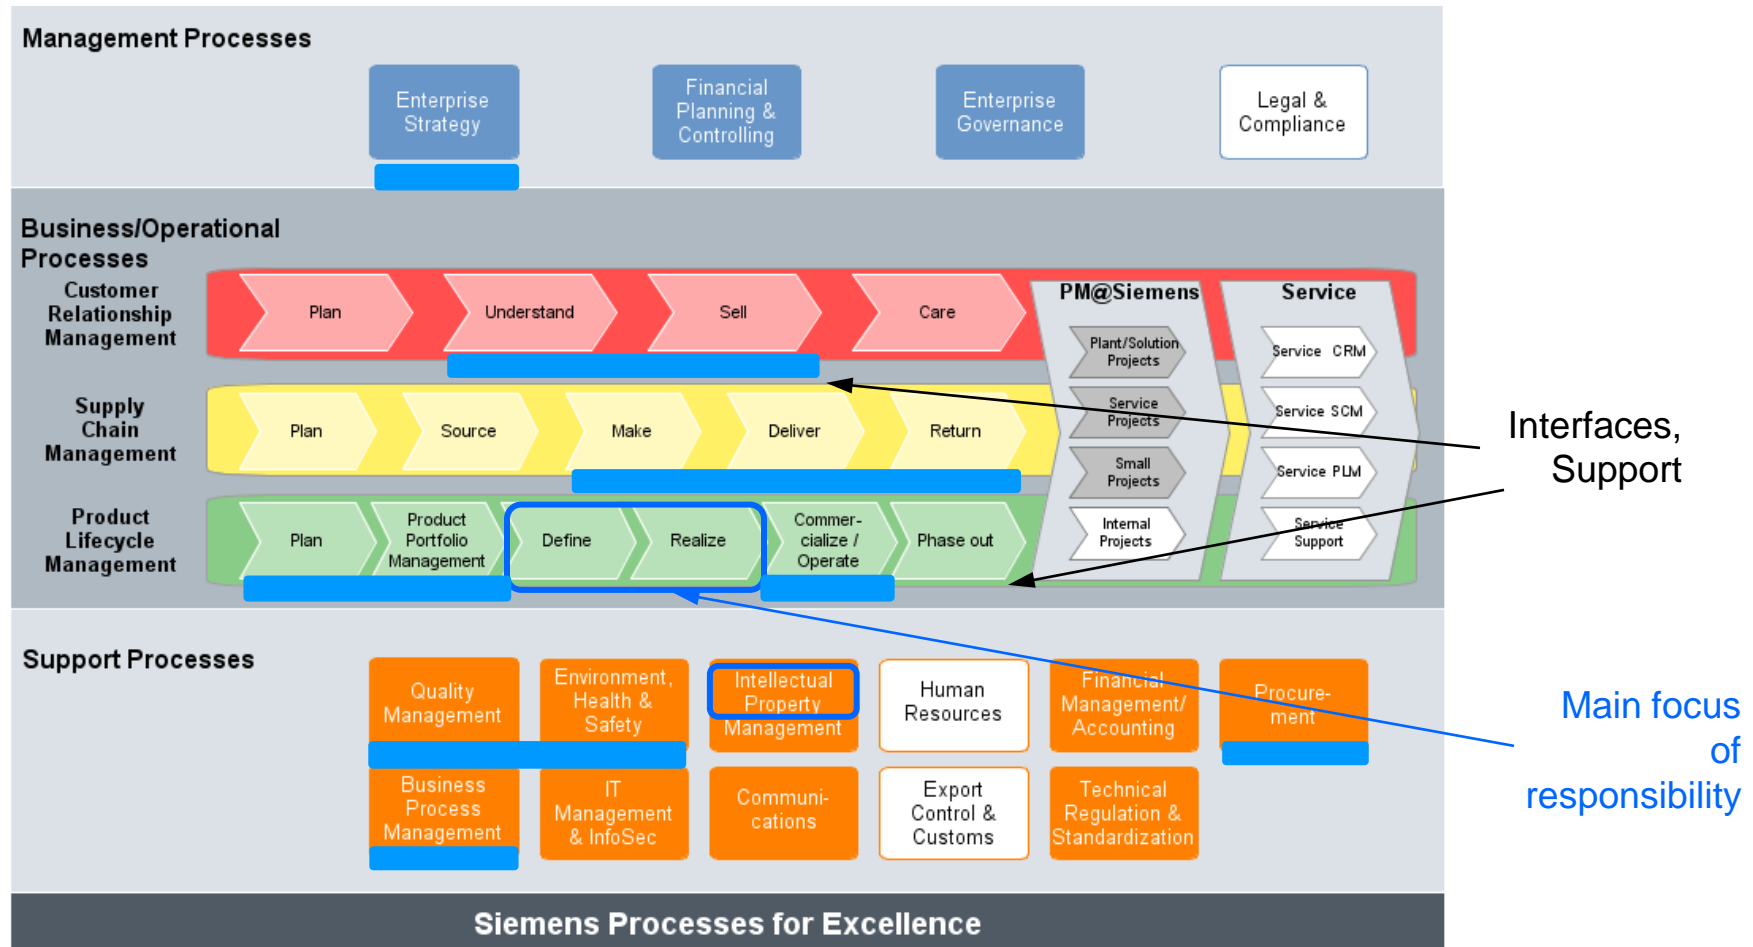 Management Processes
Enterprise
Strategy
Financial
Planning &
Controlling
Enterprise
Governance
Legal &
Compliance
Business/Operational
Processes
Customer
Relationship
Management
Plan
Understand
Sell
Care
PM@Siemens
Plant/Solution
Projects
Service
Projects
Small
Projects
Internal
Projects
Service
Service CRM
Service SCM
Service PLM
Service
Support
Supply
Chain
Management
Plan
Source
Make
Deliver
Return
Product
Lifecycle
Management
Plan
Product
Portfolio
Management
Define
Realize
Commer-
cialize /
Operate
Phase out
Interfaces,
Support
Support Processes
Quality
Management
Environment,
Health &
Safety
Intellectual
Property
Management
Human
Resources
Financial
Management/
Accounting
Procure-
ment
Business
Process
Management
IT
Management
& InfoSec
Communi-
cations
Export
Control &
Customs
Technical
Regulation &
Standardization
Main focus
of
responsibility
Siemens Processes for Excellence